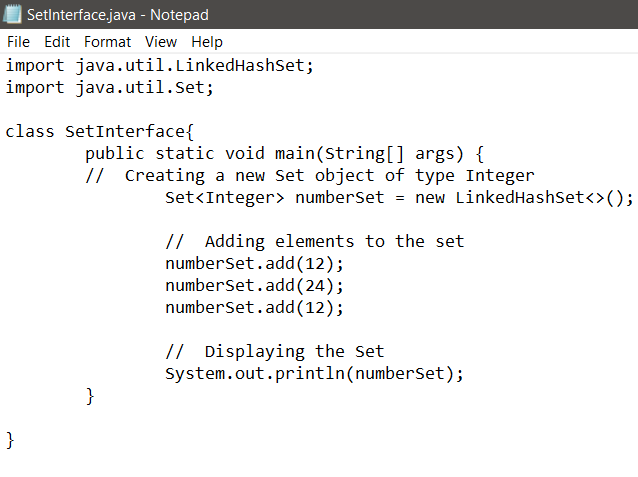 SetInterface.java - Notepad
File Edit Format View Help
import java.util.LinkedHashSet;
import java.util.Set;

class SetInterface{
        public static void main(String[] args) {
        //  Creating a new Set object of type Integer
                Set<Integer> numberSet = new LinkedHashSet<>();

                //  Adding elements to the set
                numberSet.add(12);
                numberSet.add(24);
                numberSet.add(12);

                //  Displaying the Set
                System.out.println(numberSet);
        }

}